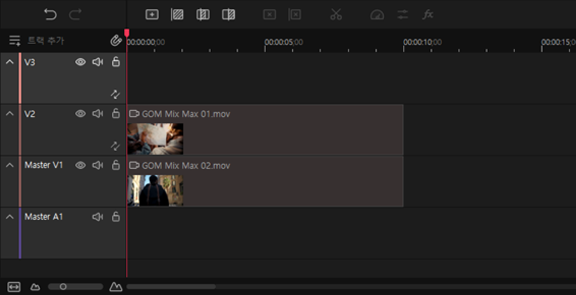 fx
트랙 추가
00:00:00;00 00:00:05;00 00:00:10;00 00:00:15;0
V3
V2
GOM Mix Max 01.mov
Master V1
GOM Mix Max 02.mov
Master A1